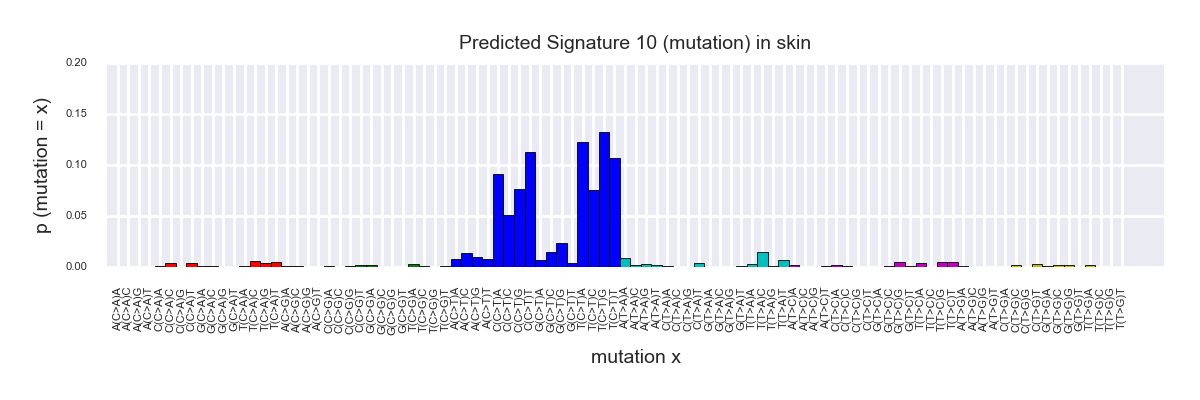 Predicted Signature 10 (mutation) in skin
0.20
0.15
0.10
0.05
0.00
p (mutation = x)
A(C>A)A
A(C>A)C
A(C>A)G
A(C>A)T
C(C>A)A
C(C>A)C
C(C>A)G
C(C>A)T
G(C>A)A
G(C>A)C
G(C>A)G
G(C>A)T
T(C>A)A
T(C>A)C
T(C>A)G
T(C>A)T
A(C>G)A
A(C>G)C
A(C>G)G
A(C>G)T
C(C>G)A
C(C>G)C
C(C>G)G
C(C>G)T
G(C>G)A
G(C>G)C
G(C>G)G
G(C>G)T
T(C>G)A
T(C>G)C
T(C>G)G
T(C>G)T
A(C>T)A
A(C>T)C
A(C>T)G
A(C>T)T
C(C>T)A
C(C>T)C
C(C>T)G
C(C>T)T
G(C>T)A
G(C>T)C
G(C>T)G
G(C>T)T
T(C>T)A
T(C>T)C
T(C>T)G
T(C>T)T
A(T>A)A
A(T>A)C
A(T>A)G
A(T>A)T
C(T>A)A
C(T>A)C
C(T>A)G
C(T>A)T
G(T>A)A
G(T>A)C
G(T>A)G
G(T>A)T
T(T>A)A
T(T>A)C
T(T>A)G
T(T>A)T
A(T>C)A
A(T>C)C
A(T>C)G
A(T>C)T
C(T>C)A
C(T>C)C
C(T>C)G
C(T>C)T
G(T>C)A
G(T>C)C
G(T>C)G
G(T>C)T
T(T>C)A
T(T>C)C
T(T>C)G
T(T>C)T
A(T>G)A
A(T>G)C
A(T>G)G
A(T>G)T
C(T>G)A
C(T>G)C
C(T>G)G
C(T>G)T
G(T>G)A
G(T>G)C
G(T>G)G
G(T>G)T
T(T>G)A
T(T>G)C
T(T>G)G
T(T>G)T
mutation x